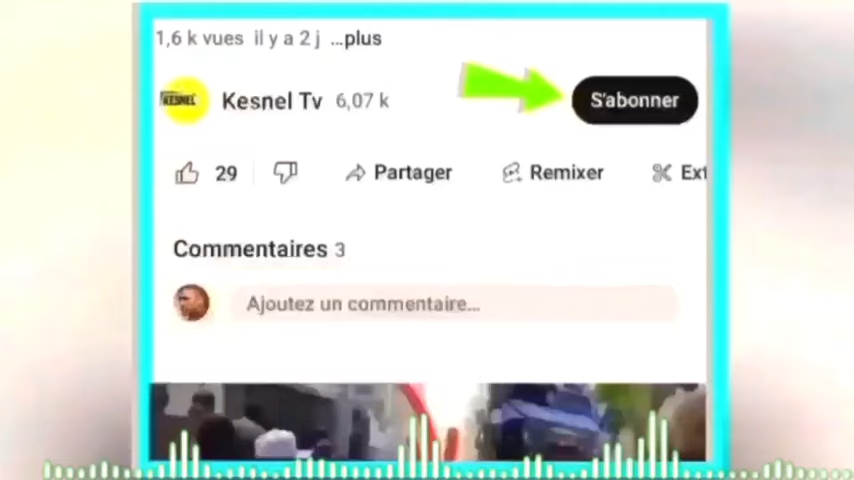 1,6 k vues il y a 2 j ...plus
KESNEL Kesnel Tv 6,07 k S'abonner
29 Partager Remixer Ext
Commentaires 3
Ajoutez un commentaire...